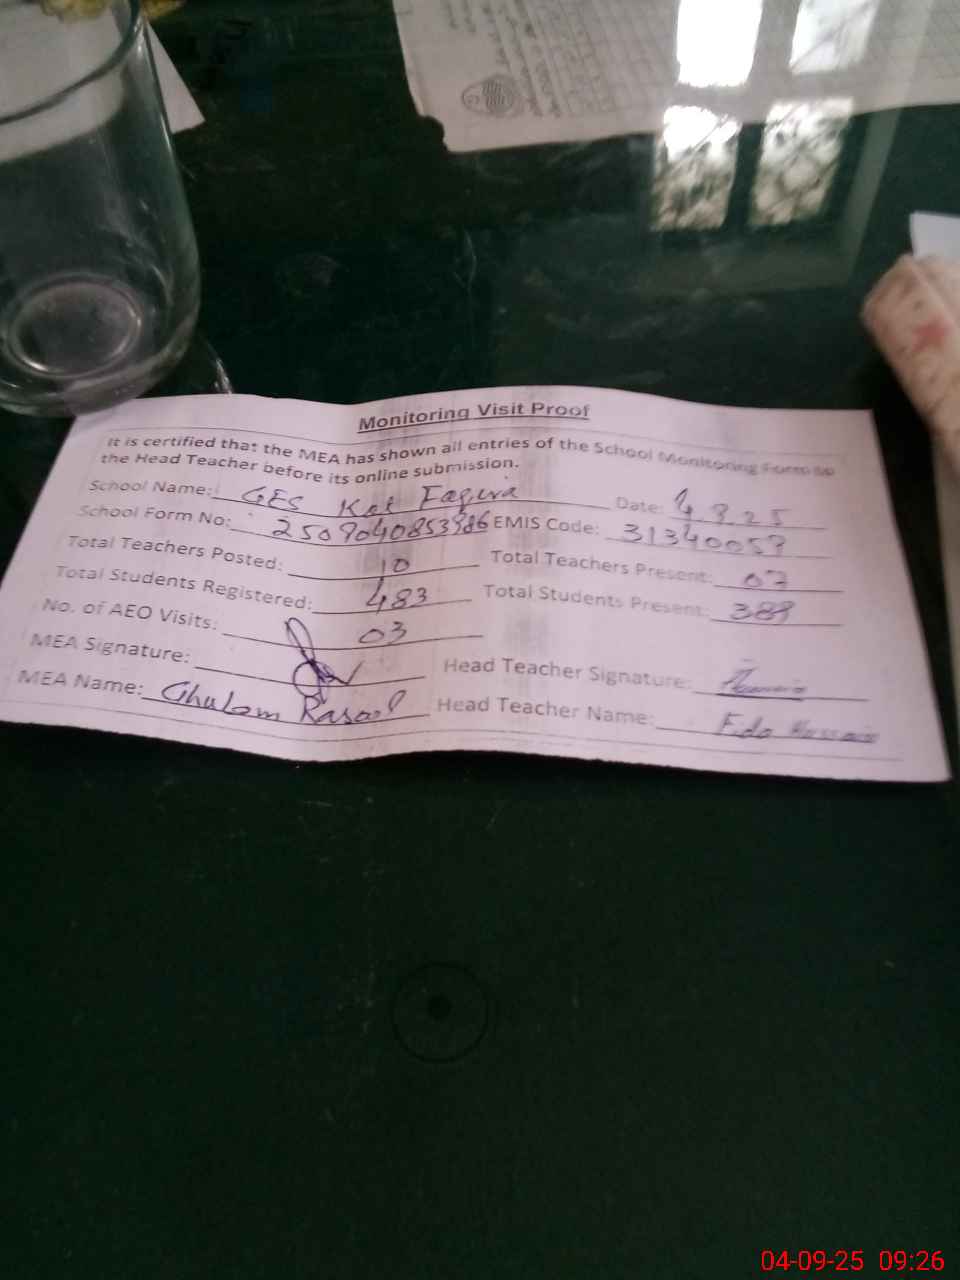 Monitoring Visit Proof
It is certified that the MEA has shown all entries of the School Monitoring Form to
the Head Teacher before its online submission.
School Name: GES Kot Faqira Date: 4.9.25
School Form No: 2509040853986 EMIS Code: 31340059
Total Teachers Posted: 10 Total Teachers Present: 07
Total Students Registered: 483 Total Students Present: 389
No. of AEO Visits: 03
MEA Signature: Head Teacher Signature:
MEA Name: Ghulam Rasool Head Teacher Name: Fida Hussain
04-09-25 09:26